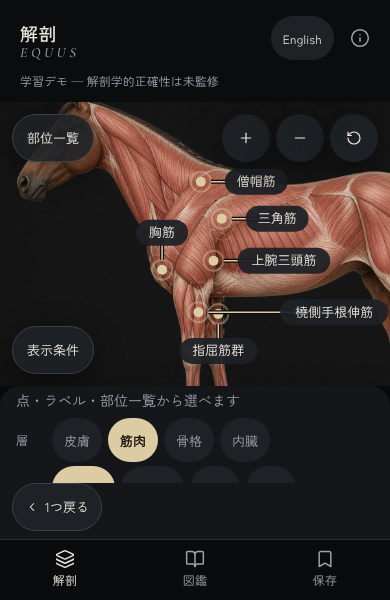 解剖
EQUUS
English
学習デモ — 解剖学的正確性は未監修
部位一覧
僧帽筋
三角筋
胸筋
上腕三頭筋
橈側手根伸筋
指屈筋群
表示条件
点・ラベル・部位一覧から選べます
層
皮膚
筋肉
骨格
内臓
1つ戻る
解剖
図鑑
保存